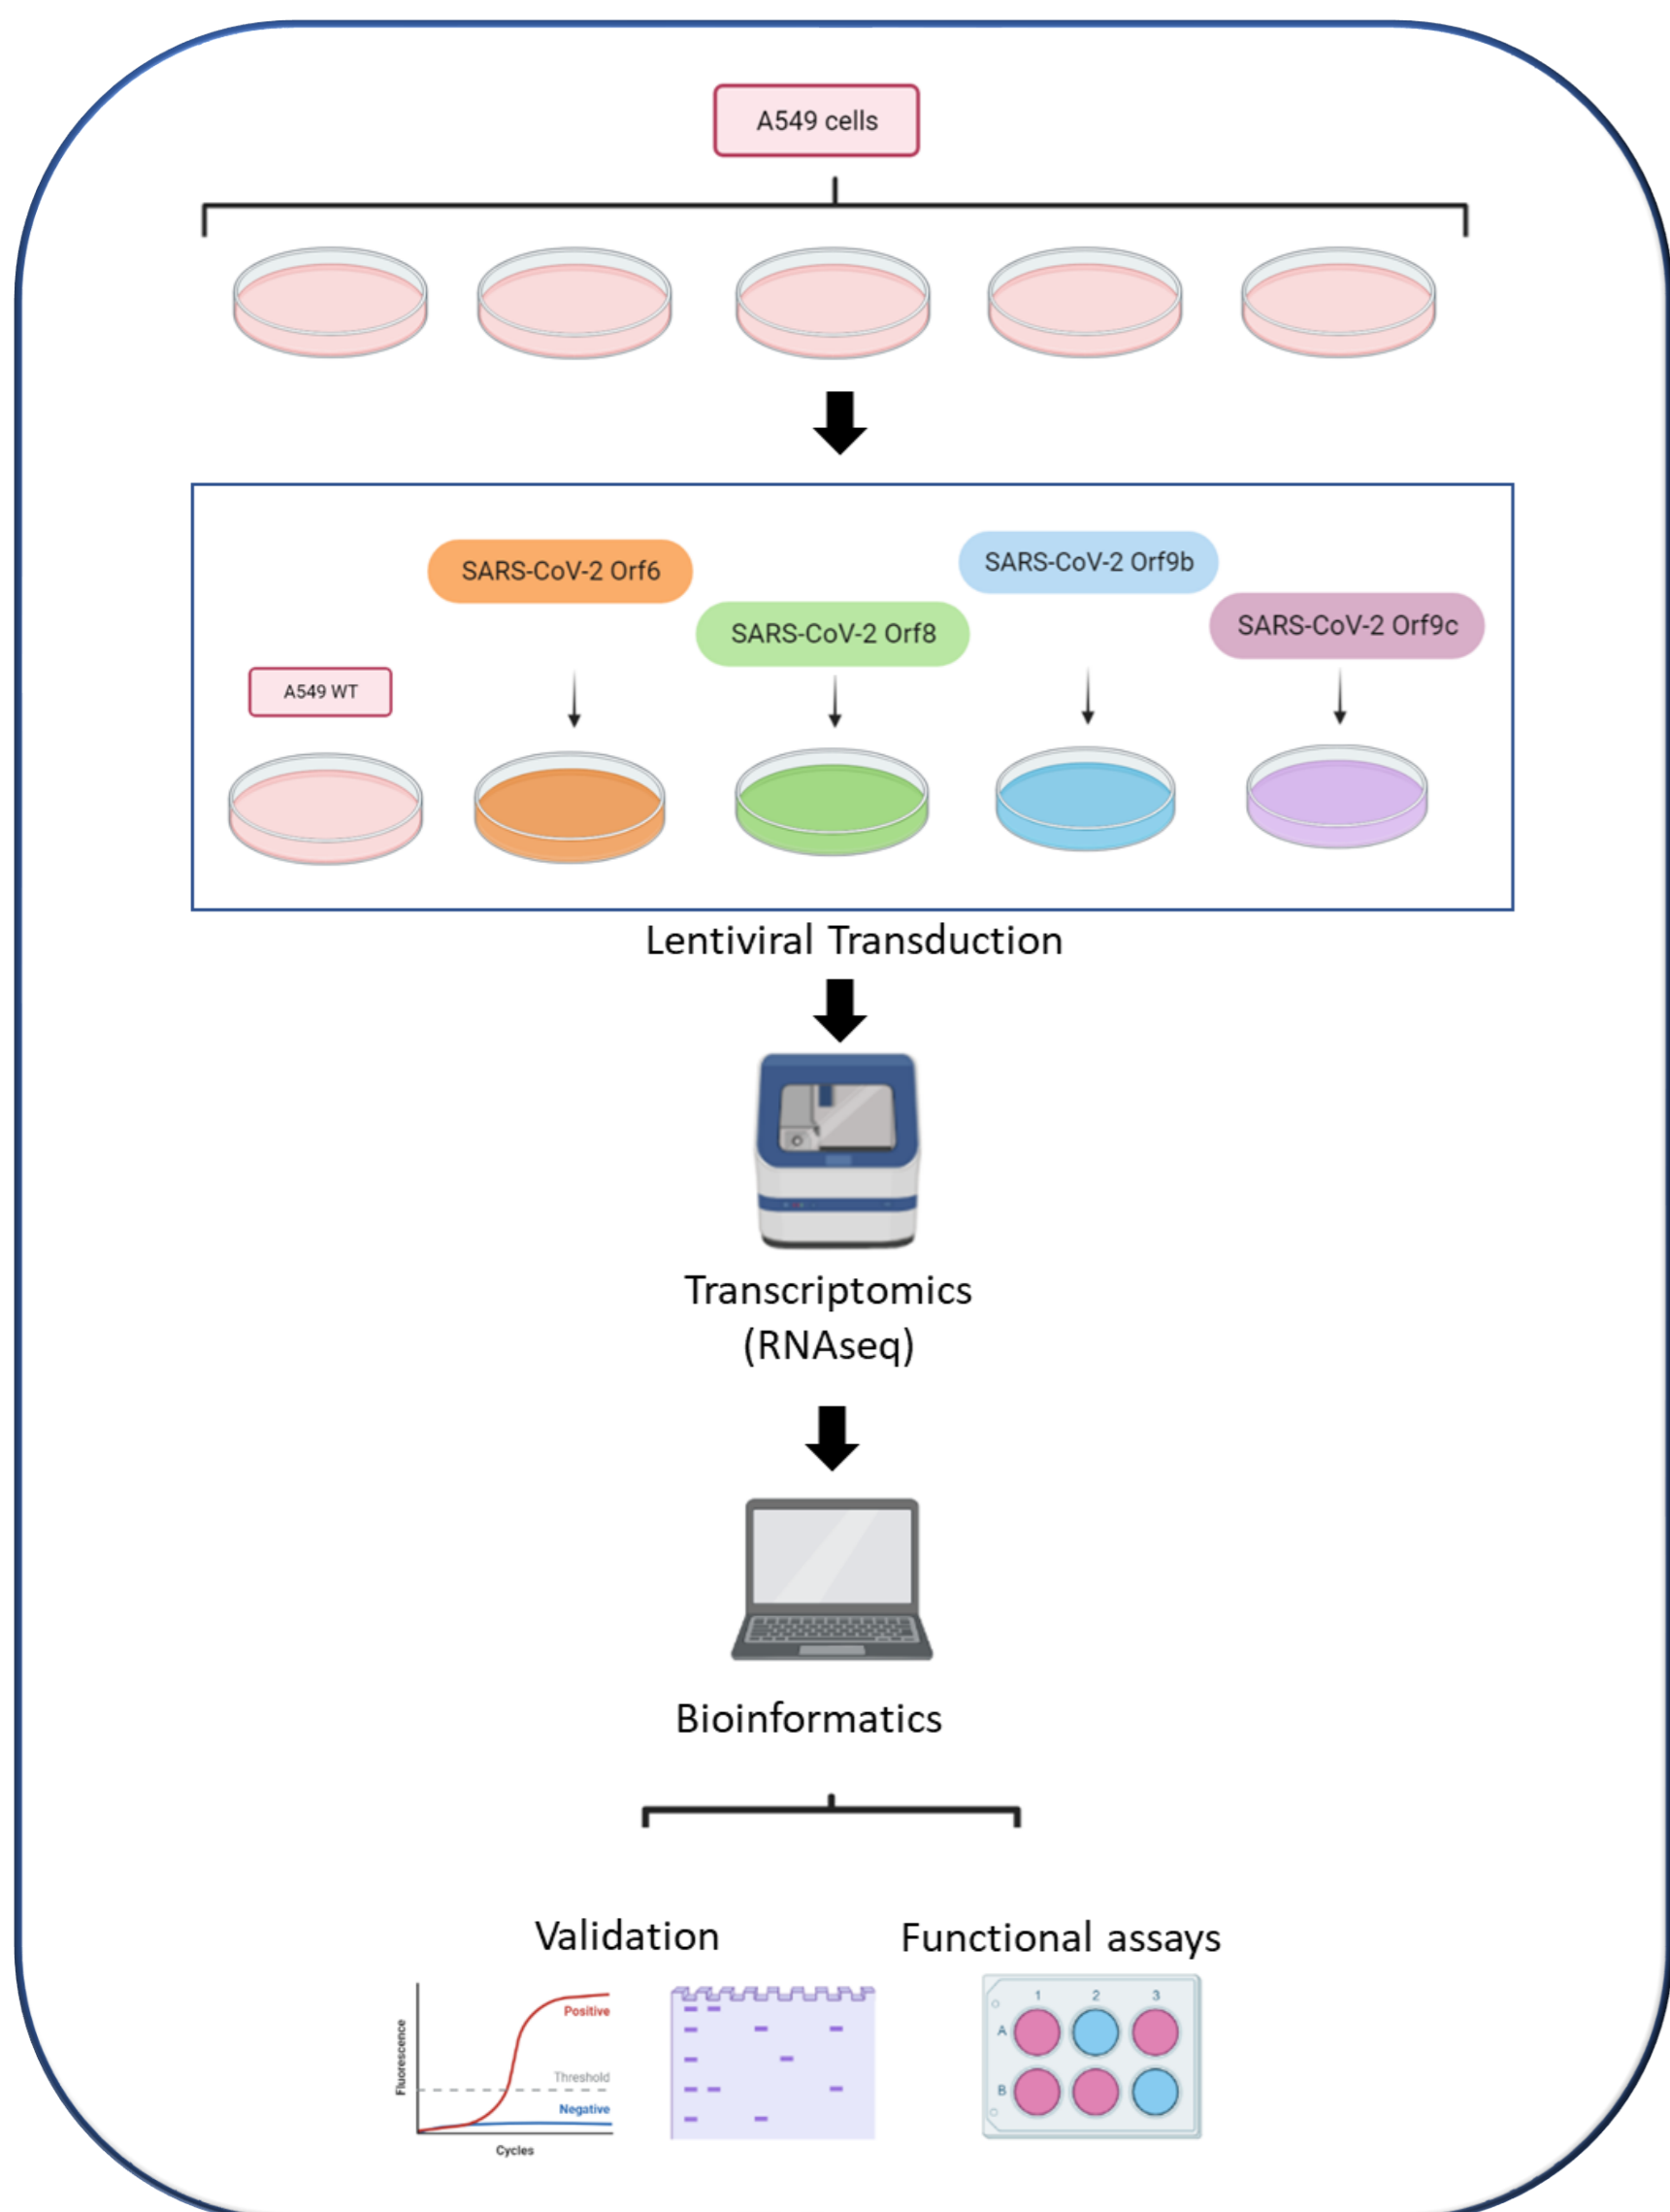 A549 cells
SARS-CoV-2 Orf6
SARS-CoV-2 Orf9b
SARS-CoV-2 Orf8
SARS-CoV-2 Orf9c
A549 WT
Lentiviral Transduction
Transcriptomics
(RNAseq)
Bioinformatics
Validation
Functional assays
Fluorescence
Positive
Threshold
Negative
Cycles
1 2 3
A
B